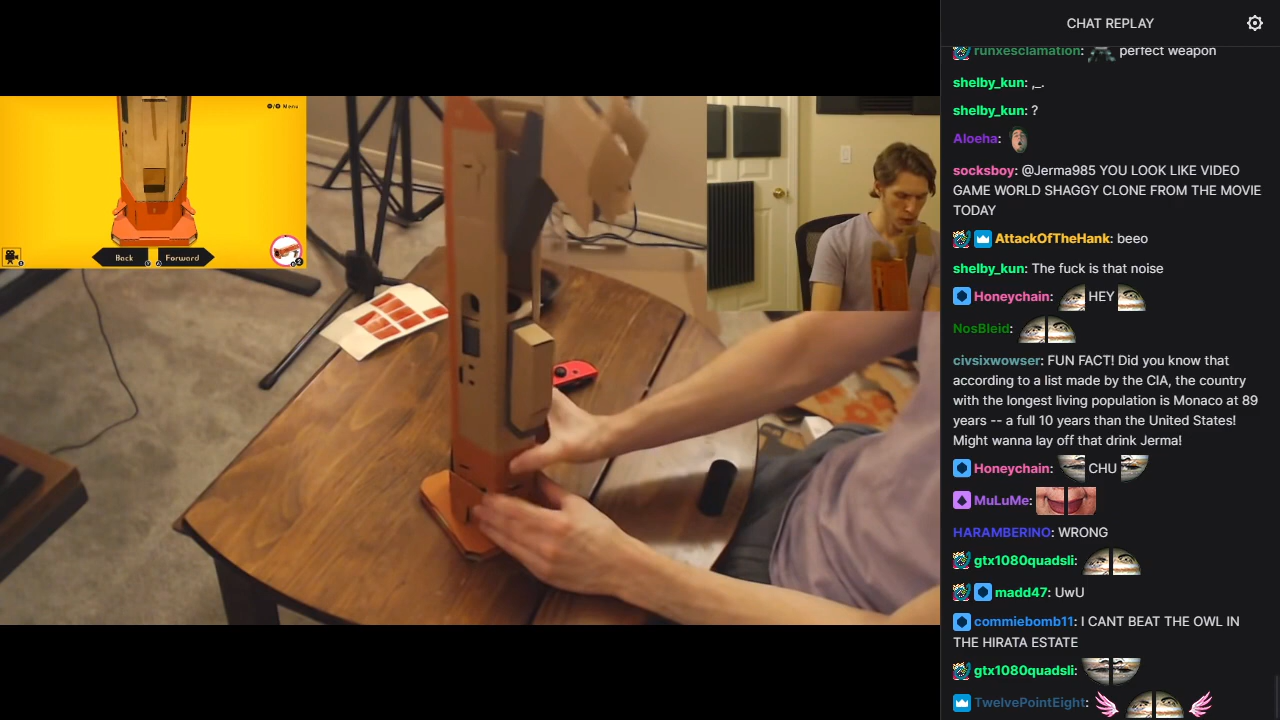 Menu
Back
Forward
CHAT REPLAY
runxesclamation: perfect weapon
shelby_kun: ,_.
shelby_kun: ?
Aloeha:
socksboy: @Jerma985 YOU LOOK LIKE VIDEO
GAME WORLD SHAGGY CLONE FROM THE MOVIE
TODAY
AttackOfTheHank: beeo
shelby_kun: The fuck is that noise
Honeychain: HEY
NosBleid:
civsixwowser: FUN FACT! Did you know that
according to a list made by the CIA, the country
with the longest living population is Monaco at 89
years -- a full 10 years than the United States!
Might wanna lay off that drink Jerma!
Honeychain: CHU
MuLuMe:
HARAMBERINO: WRONG
gtx1080quadsli:
madd47: UwU
commiebomb11: I CANT BEAT THE OWL IN
THE HIRATA ESTATE
gtx1080quadsli:
TwelvePointEight: